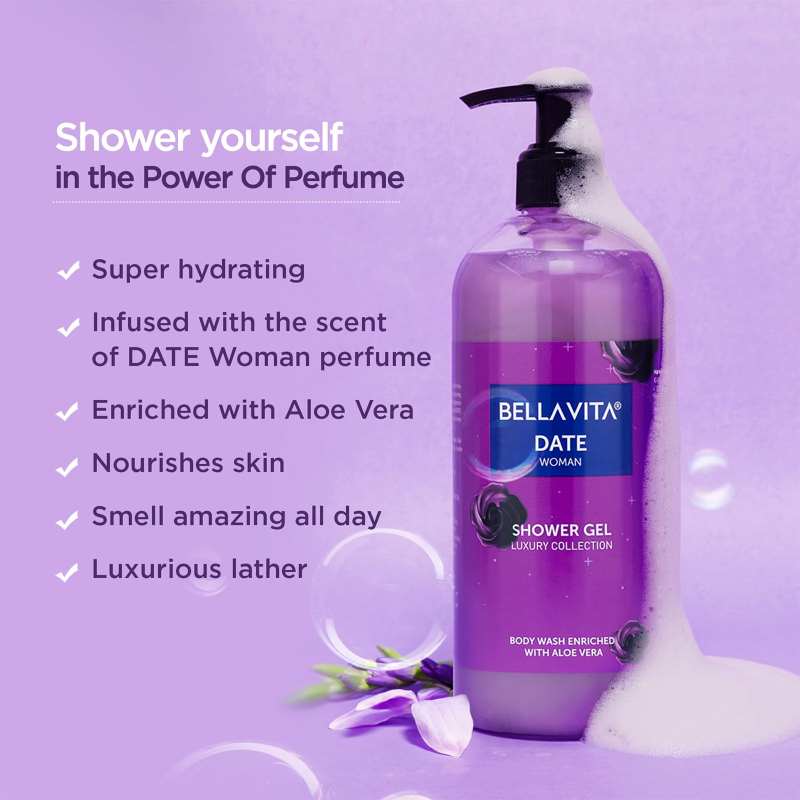 Shower yourself
in the Power Of Perfume
Super hydrating
Infused with the scent
of DATE Woman perfume
Enriched with Aloe Vera
Nourishes skin
Smell amazing all day
Luxurious lather
BELLAVITA®
DATE
WOMAN
SHOWER GEL
LUXURY COLLECTION
BODY WASH ENRICHED
WITH ALOE VERA